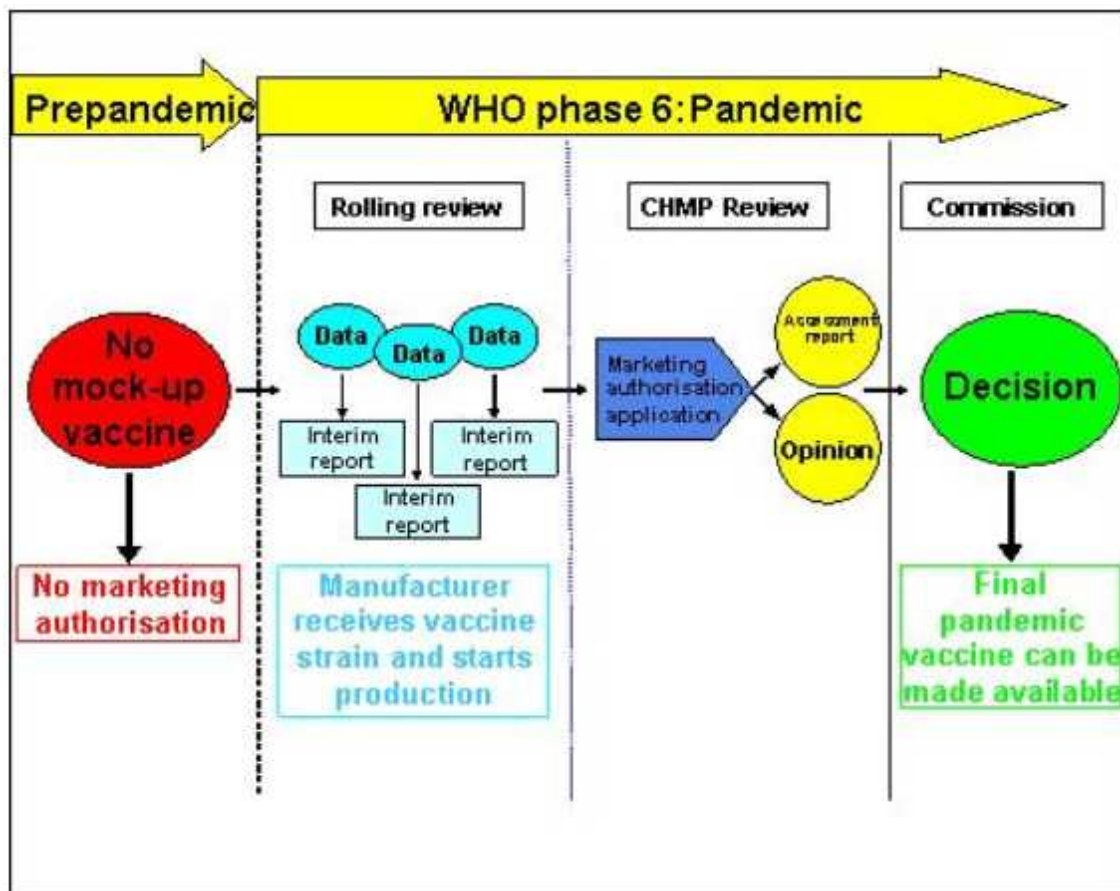 Prepandemic
WHO phase 6: Pandemic
Rolling review
CHMP Review
Commission
No
mock-up
vaccine
Data
Data
Data
Interim
report
Interim
report
Interim
report
Marketing
authorisation
application
Assessment
report
Opinion
Decision
No marketing
authorisation
Manufacturer
receives vaccine
strain and starts
production
Final
pandemic
vaccine can be
made available